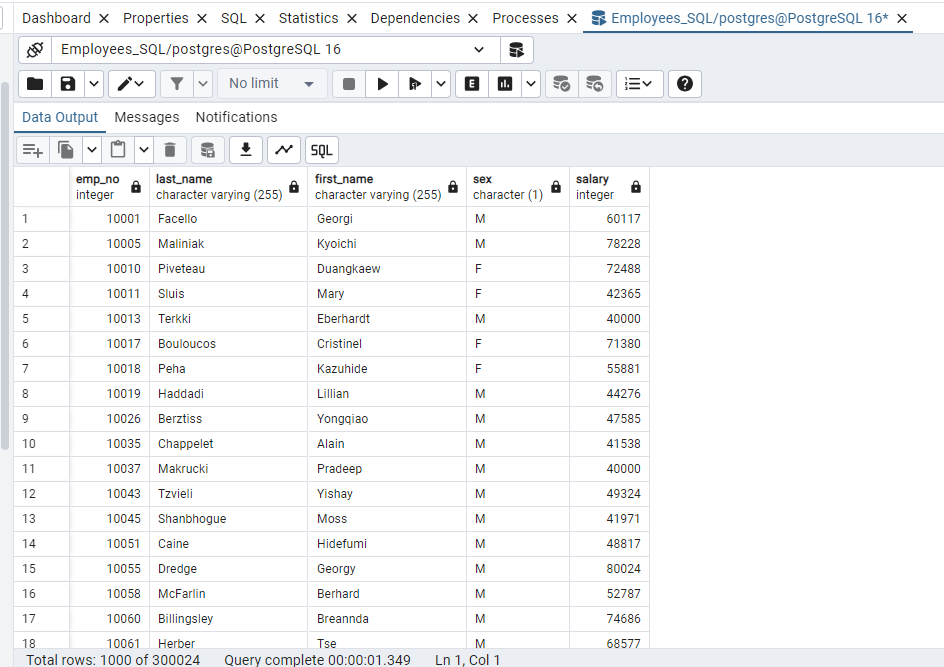 Dashboard Properties SQL Statistics Dependencies Processes Employees_SQL/postgres@PostgreSQL 16*
Employees_SQL/postgres@PostgreSQL 16
No limit E
Data Output Messages Notifications
SQL
emp_no last_name first_name sex salary
integer character varying (255) character varying (255) character (1) integer
1 10001 Facello Georgi M 60117
2 10005 Maliniak Kyoichi M 78228
3 10010 Piveteau Duangkaew F 72488
4 10011 Sluis Mary F 42365
5 10013 Terkki Eberhardt M 40000
6 10017 Bouloucos Cristinel F 71380
7 10018 Peha Kazuhide F 55881
8 10019 Haddadi Lillian M 44276
9 10026 Berztiss Yongqiao M 47585
10 10035 Chappelet Alain M 41538
11 10037 Makrucki Pradeep M 40000
12 10043 Tzvieli Yishay M 49324
13 10045 Shanbhogue Moss M 41971
14 10051 Caine Hidefumi M 48817
15 10055 Dredge Georgy M 80024
16 10058 McFarlin Berhard M 52787
17 10060 Billingsley Breannda M 74686
18 10061 Herber Tse M 68577
Total rows: 1000 of 300024 Query complete 00:00:01.349 Ln 1, Col 1